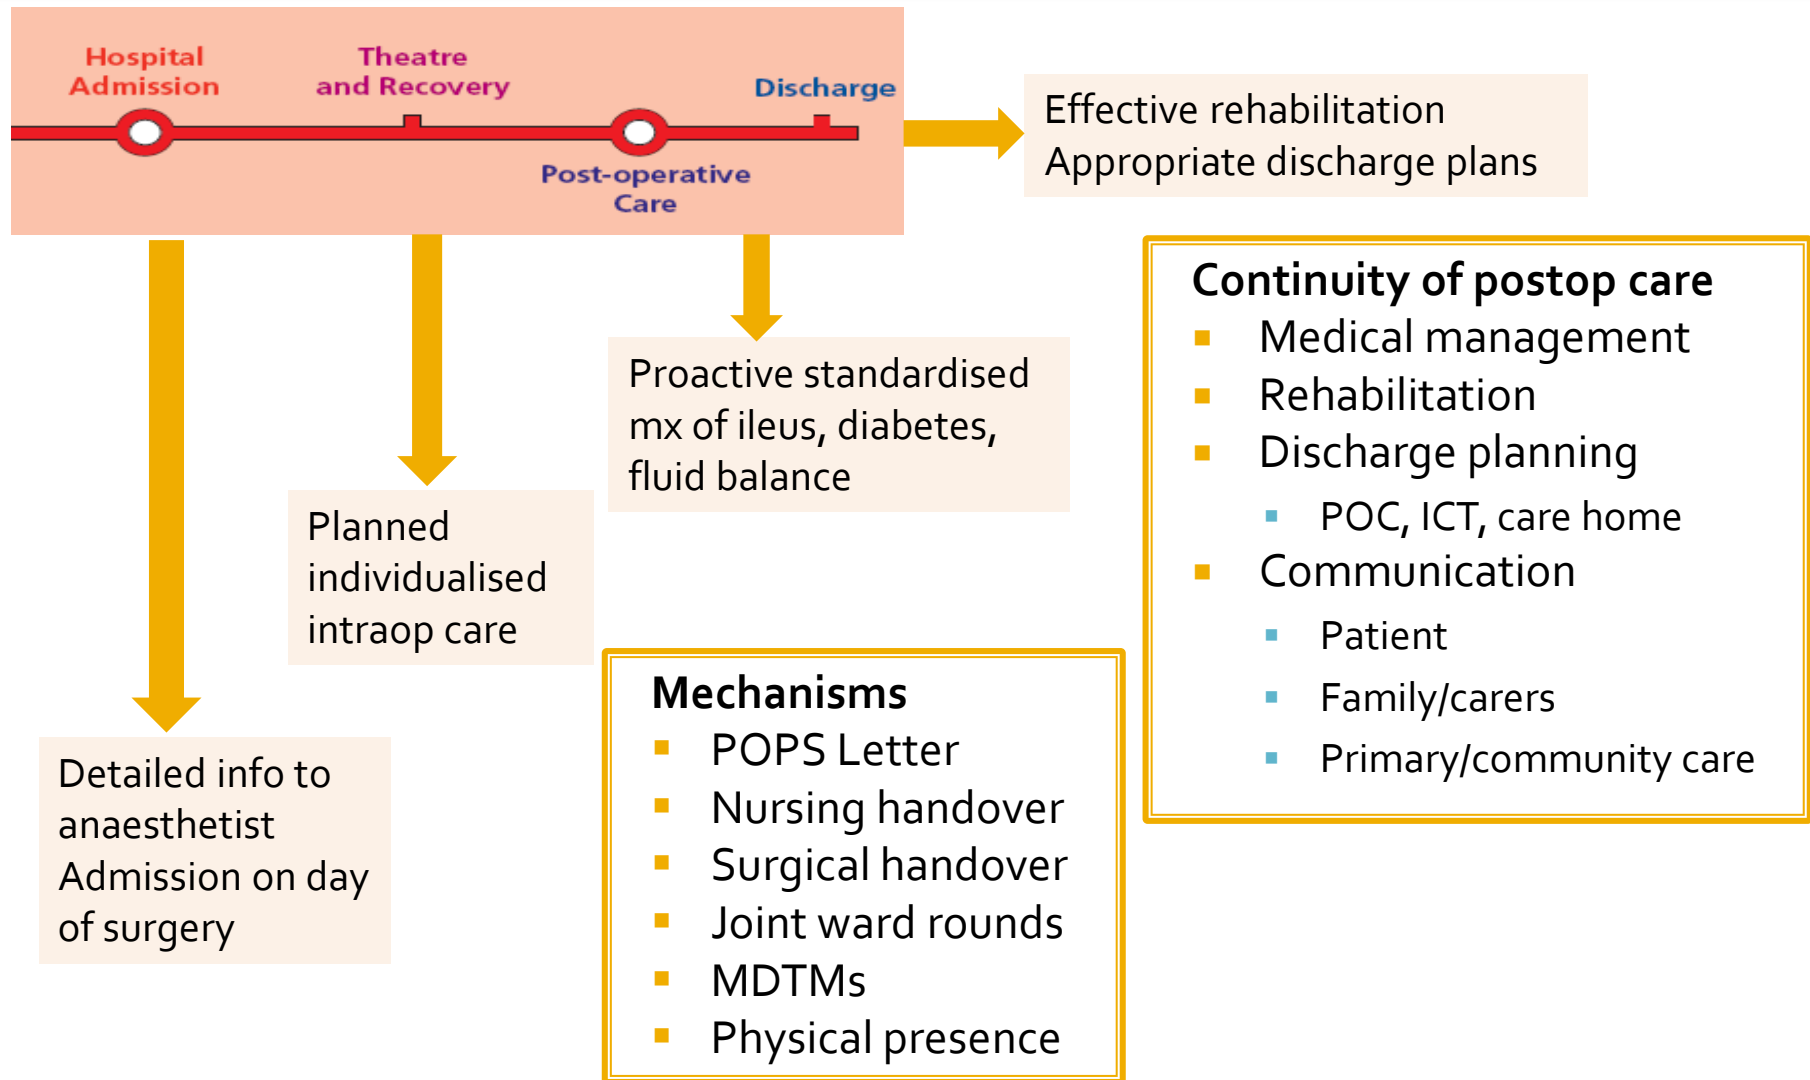 Hospital
Admission
Theatre
and Recovery
Discharge
Post-operative
Care
Effective rehabilitation
Appropriate discharge plans
Proactive standardised
mx of ileus, diabetes,
fluid balance
Planned
individualised
intraop care
Detailed info to
anaesthetist
Admission on day
of surgery
Mechanisms
POPS Letter
Nursing handover
Surgical handover
Joint ward rounds
MDTMs
Physical presence
Continuity of postop care
Medical management
Rehabilitation
Discharge planning
POC, ICT, care home
Communication
Patient
Family/carers
Primary/community care